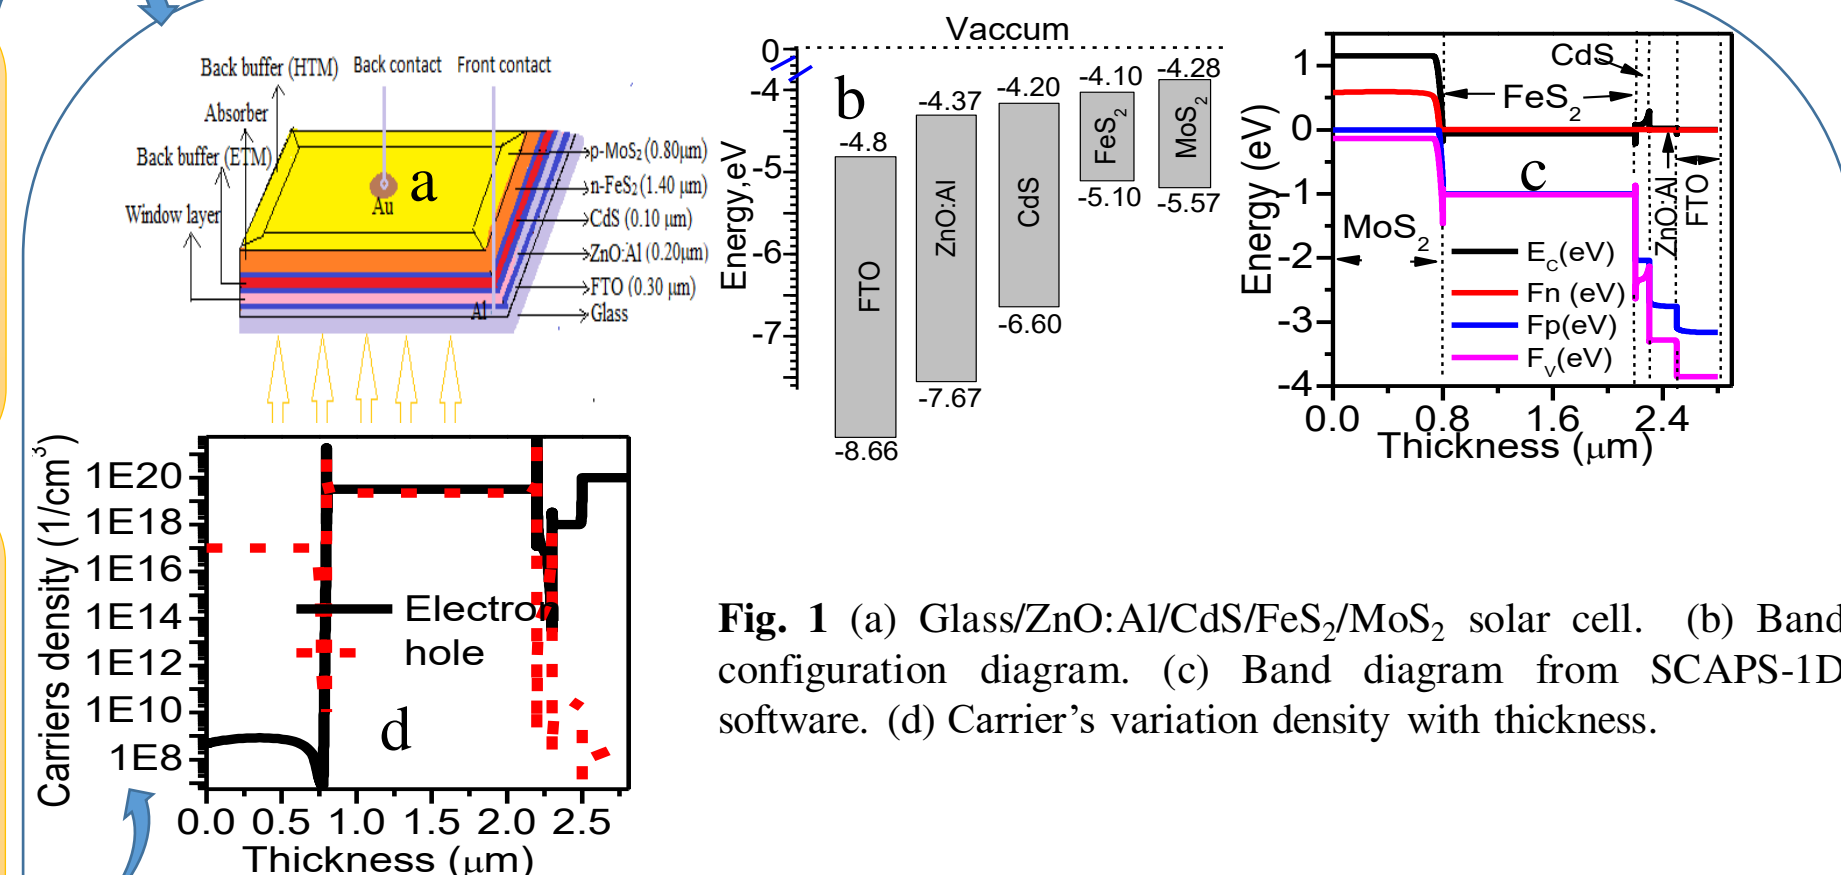 Back buffer (HTM) Back contact Front contact
Absorber
Back buffer (ETM)
Window layer
a
Au
Al
p-MoS₂ (0.80μm)
n-FeS₂ (1.40 μm)
CdS (0.10 μm)
ZnO:Al (0.20μm)
FTO (0.30 μm)
Glass
Vaccum
b
Energy,eV
0
-4
-5
-6
-7
-4.8
FTO
-8.66
-4.37
ZnO:Al
-7.67
-4.20
CdS
-6.60
-4.10
FeS₂
-5.10
-4.28
MoS₂
-5.57
Energy (eV)
1
0
-1
-2
-3
-4
CdS
FeS₂
c
MoS₂
ZnO:Al
FTO
E_C(eV)
Fn (eV)
Fp(eV)
F_V(eV)
0.0 0.8 1.6 2.4
Thickness (μm)
Carriers density (1/cm³)
1E20
1E18
1E16
1E14
1E12
1E10
1E8
Electron
hole
d
0.0 0.5 1.0 1.5 2.0 2.5
Thickness (μm)
Fig. 1 (a) Glass/ZnO:Al/CdS/FeS₂/MoS₂ solar cell. (b) Band
configuration diagram. (c) Band diagram from SCAPS-1D
software. (d) Carrier's variation density with thickness.